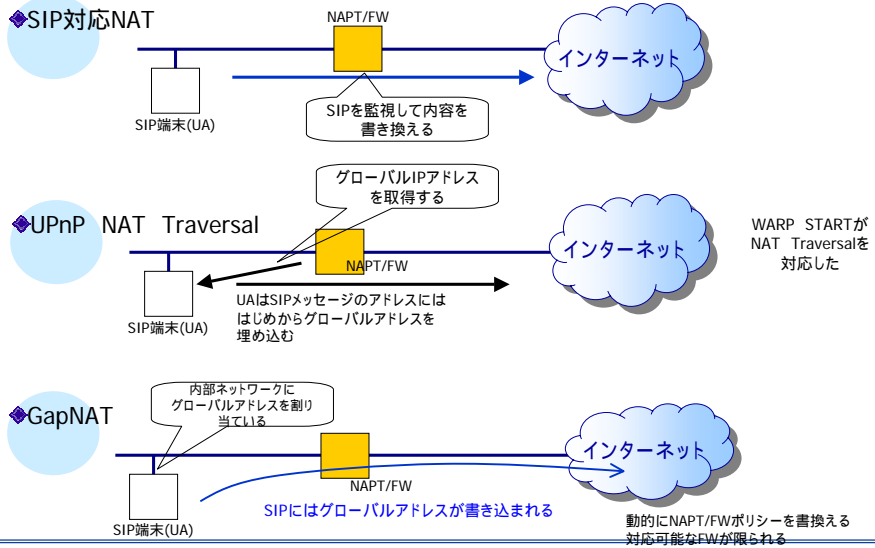 ◆SIP対応NAT
NAPT/FW
インターネット
SIP端末(UA)
SIPを監視して内容を
書き換える
グローバルIPアドレス
を取得する
◆UPnP NAT Traversal
NAPT/FW
インターネット
WARP STARTが
NAT Traversalを
対応した
SIP端末(UA)
UAはSIPメッセージのアドレスには
はじめからグローバルアドレスを
埋め込む
◆GapNAT
内部ネットワークに
グローバルアドレスを割り
当ている
NAPT/FW
インターネット
SIP端末(UA)
SIPにはグローバルアドレスが書き込まれる
動的にNAPT/FWポリシーを書換える
対応可能なFWが限られる